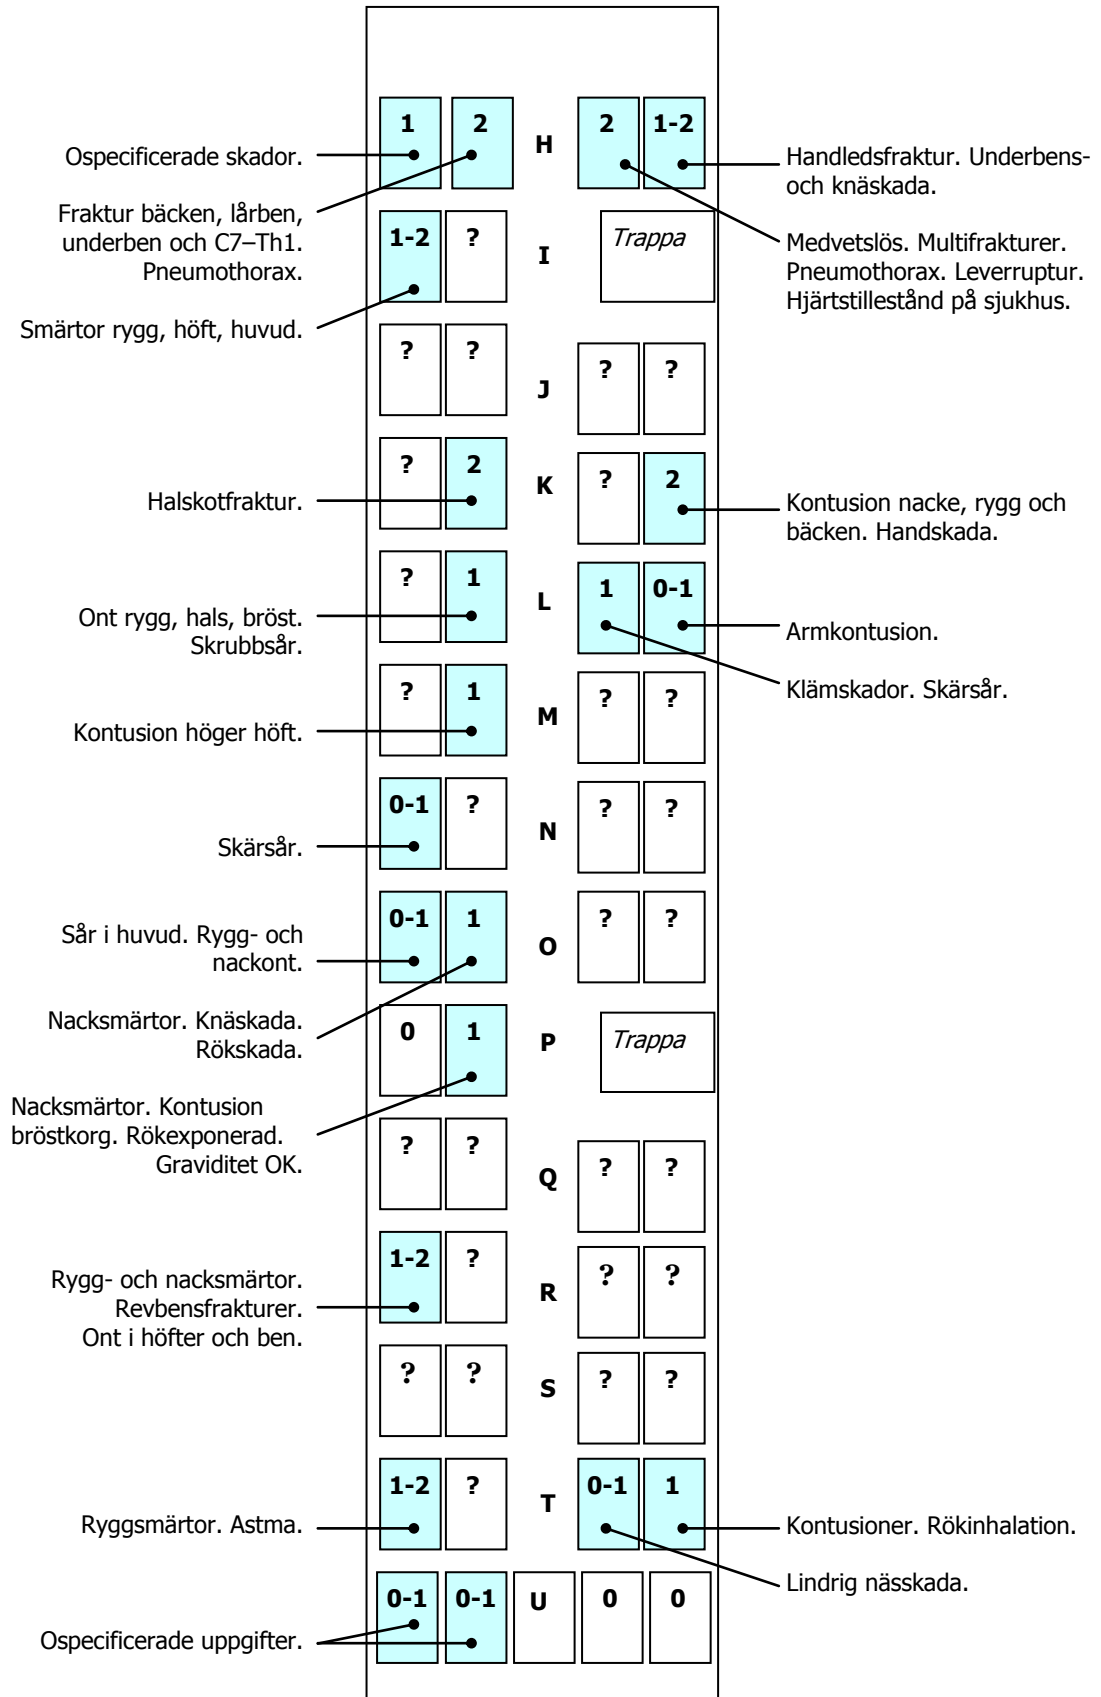 1 2 H 2 1-2
Ospecificerade skador.
Handledsfraktur. Underbens-
och knäskada.
Fraktur bäcken, lårben,
underben och C7–Th1.
Pneumothorax.
1-2 ? I Trappa
Medvetslös. Multifrakturer.
Pneumothorax. Leverruptur.
Hjärtstillestånd på sjukhus.
Smärtor rygg, höft, huvud.
? ? J ? ?
? 2 K ? 2
Halskotfraktur.
Kontusion nacke, rygg och
bäcken. Handskada.
? 1 L 1 0-1
Ont rygg, hals, bröst.
Skrubbsår.
Armkontusion.
Klämskador. Skärsår.
? 1 M ? ?
Kontusion höger höft.
0-1 ? N ? ?
Skärsår.
0-1 1 O ? ?
Sår i huvud. Rygg- och
nackont.
Nacksmärtor. Knäskada.
Rökskada.
0 1 P Trappa
Nacksmärtor. Kontusion
bröstkorg. Rökexponerad.
Graviditet OK.
? ? Q ? ?
1-2 ? R ? ?
Rygg- och nacksmärtor.
Revbensfrakturer.
Ont i höfter och ben.
? ? S ? ?
1-2 ? T 0-1 1
Ryggsmärtor. Astma.
Kontusioner. Rökinhalation.
Lindrig nässkada.
0-1 0-1 U 0 0
Ospecificerade uppgifter.